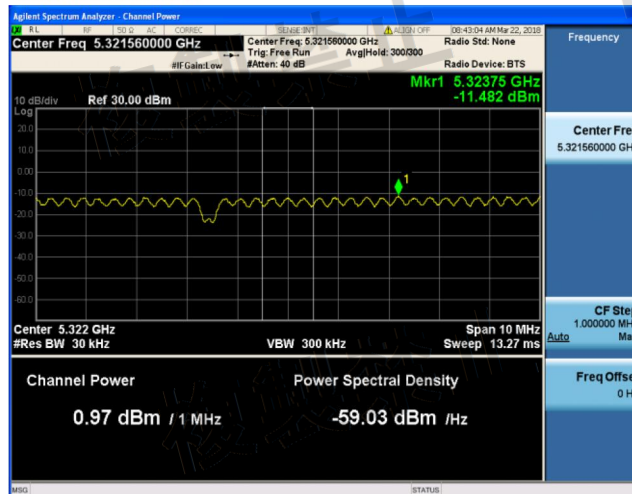 Agilent Spectrum Analyzer - Channel Power
RL RF 50 Ω AC CORREC SENSE:INT ALIGN OFF 08:43:04 AM Mar 22, 2018
Center Freq 5.321560000 GHz
Center Freq: 5.321560000 GHz Radio Std: None
Trig: Free Run Avg|Hold: 300/300
#IFGain:Low #Atten: 40 dB Radio Device: BTS
Mkr1 5.32375 GHz
-11.482 dBm
10 dB/div Ref 30.00 dBm
Log
20.0
10.0
0.00
-10.0
-20.0
-30.0
-40.0
-50.0
-60.0
1
Center 5.322 GHz Span 10 MHz
#Res BW 30 kHz VBW 300 kHz Sweep 13.27 ms
Channel Power Power Spectral Density
0.97 dBm / 1 MHz -59.03 dBm /Hz
MSG STATUS
Frequency
Center Fre
5.321560000 GH
CF Step
1.000000 MH
Auto Ma
Freq Offse
0 H